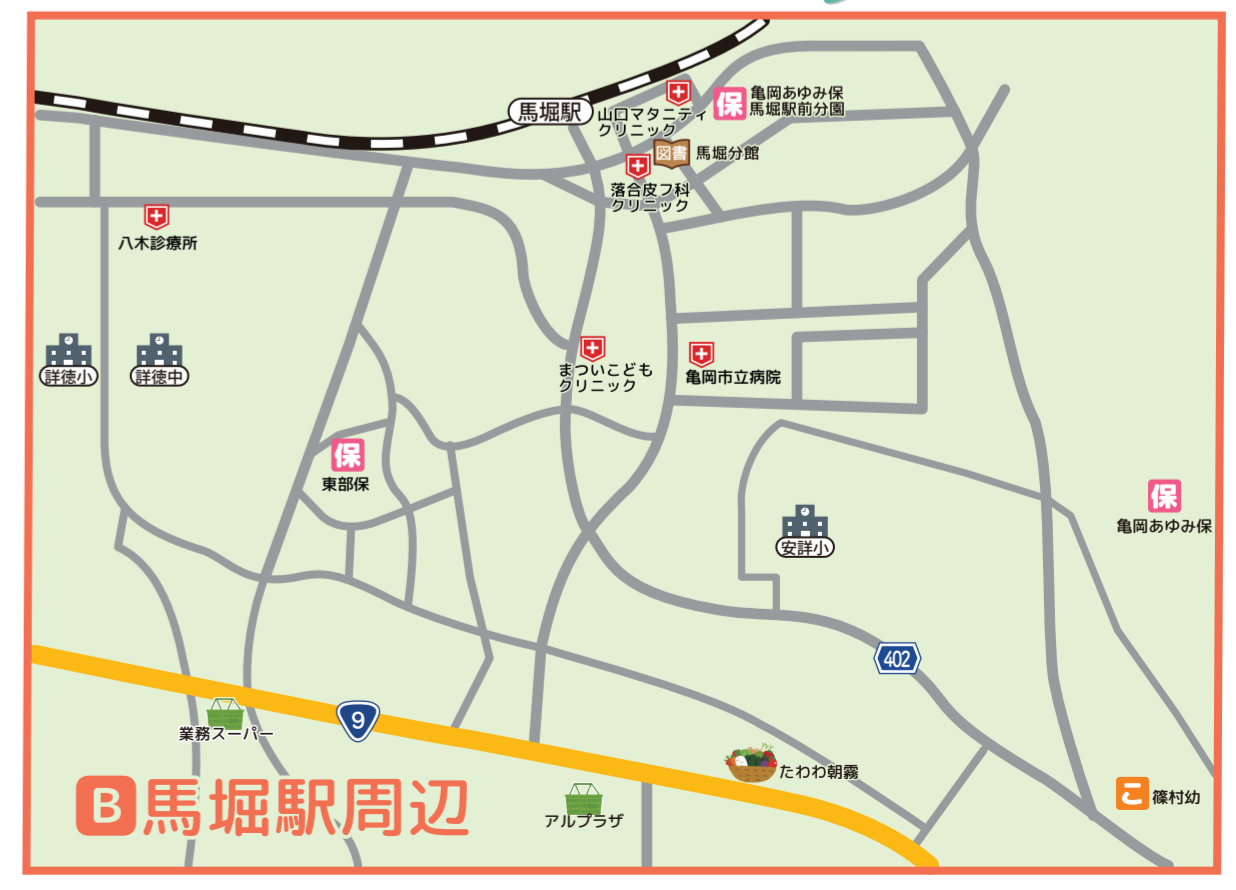 馬堀駅
山口マタニティ
クリニック
保
亀岡あゆみ保
馬堀駅前分園
図書
馬堀分館
落合皮フ科
クリニック
八木診療所
詳徳小
詳徳中
まついこども
クリニック
亀岡市立病院
保
東部保
保
亀岡あゆみ保
安詳小
402
9
業務スーパー
たわわ朝霧
アルプラザ
こ
篠村幼
B 馬堀駅周辺